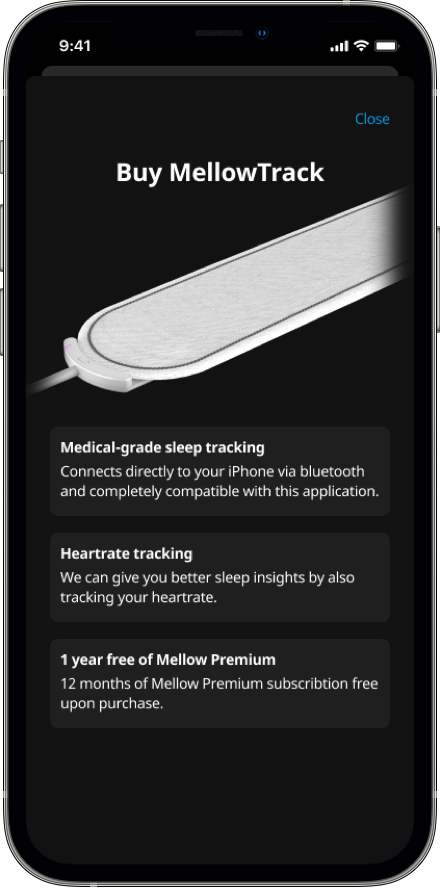 9:41
Close
Buy MellowTrack
Medical-grade sleep tracking
Connects directly to your iPhone via bluetooth
and completely compatible with this application.
Heartrate tracking
We can give you better sleep insights by also
tracking your heartrate.
1 year free of Mellow Premium
12 months of Mellow Premium subscribtion free
upon purchase.